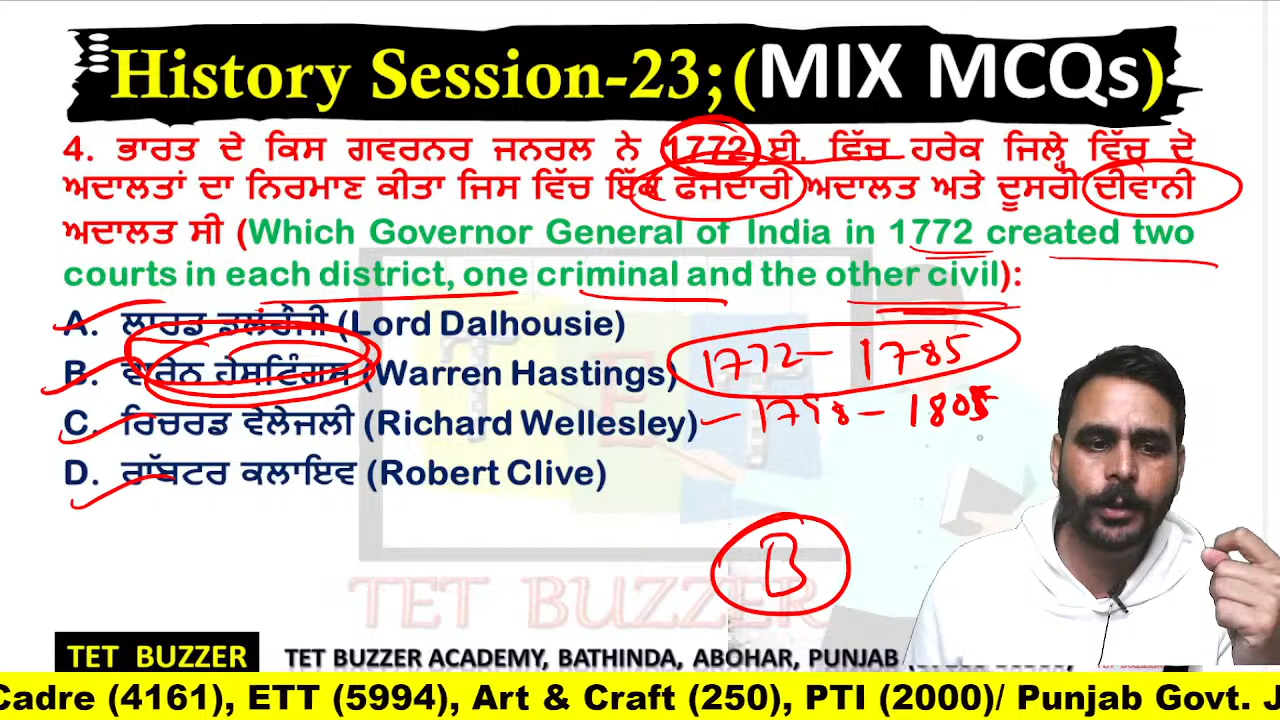 History Session-23;(MIX MCQs)
4. ਭਾਰਤ ਦੇ ਕਿਸ ਗਵਰਨਰ ਜਨਰਲ ਨੇ 1772 ਈ. ਵਿੱਚ ਹਰੇਕ ਜਿਲ੍ਹੇ ਵਿੱਚ ਦੋ
ਅਦਾਲਤਾਂ ਦਾ ਨਿਰਮਾਣ ਕੀਤਾ ਜਿਸ ਵਿੱਚ ਇੱਕ ਫੌਜਦਾਰੀ ਅਦਾਲਤ ਅਤੇ ਦੂਸਰੀ ਦੀਵਾਨੀ
ਅਦਾਲਤ ਸੀ (Which Governor General of India in 1772 created two
courts in each district, one criminal and the other civil):
A. ਲਾਰਡ ਡਲਹੌਜੀ (Lord Dalhousie)
B. ਵਾਰੇਨ ਹੇਸਟਿੰਗਸ (Warren Hastings) 1772 – 1785
C. ਰਿਚਰਡ ਵੇਲੇਜਲੀ (Richard Wellesley) – 1798 – 1805
D. ਰਾੱਬਟਰ ਕਲਾਇਵ (Robert Clive)
B
TET BUZZER
TET BUZZER TET BUZZER ACADEMY, BATHINDA, ABOHAR, PUNJAB
Cadre (4161), ETT (5994), Art & Craft (250), PTI (2000)/ Punjab Govt. J